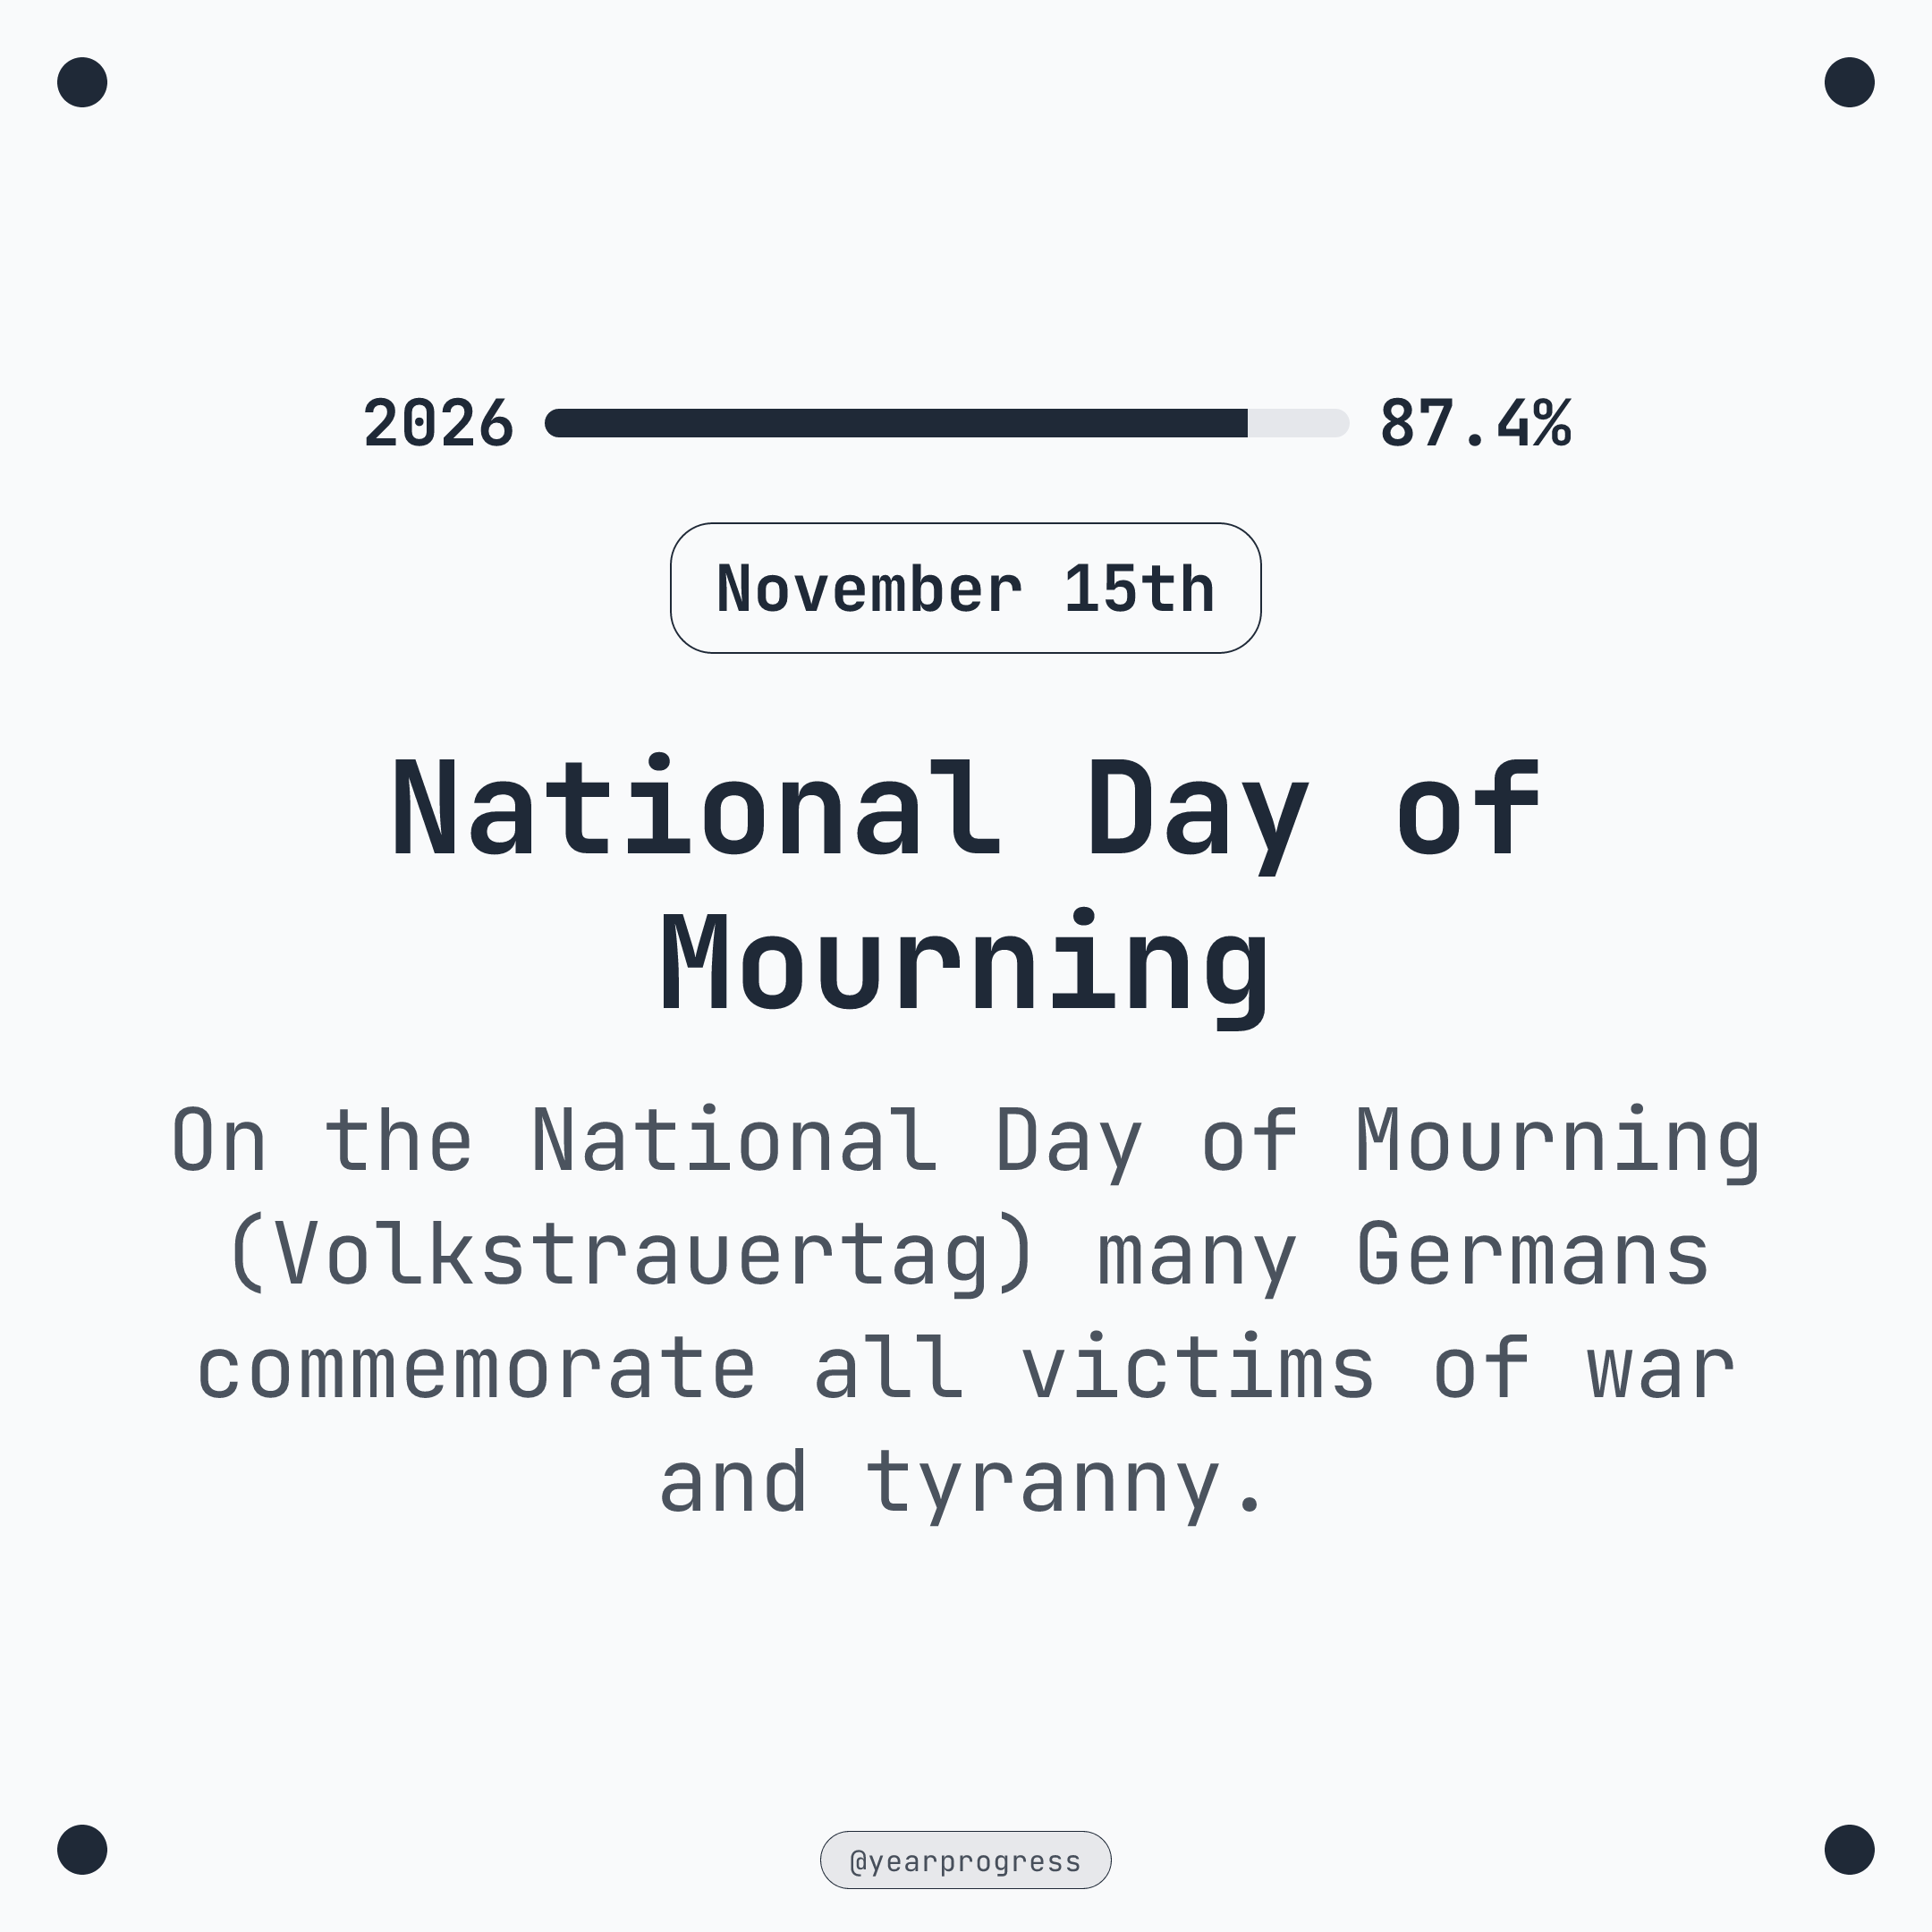 2026 87.4%
November 15th
National Day of
Mourning
On the National Day of Mourning
(Volkstrauertag) many Germans
commemorate all victims of war
and tyranny.
@yearprogress